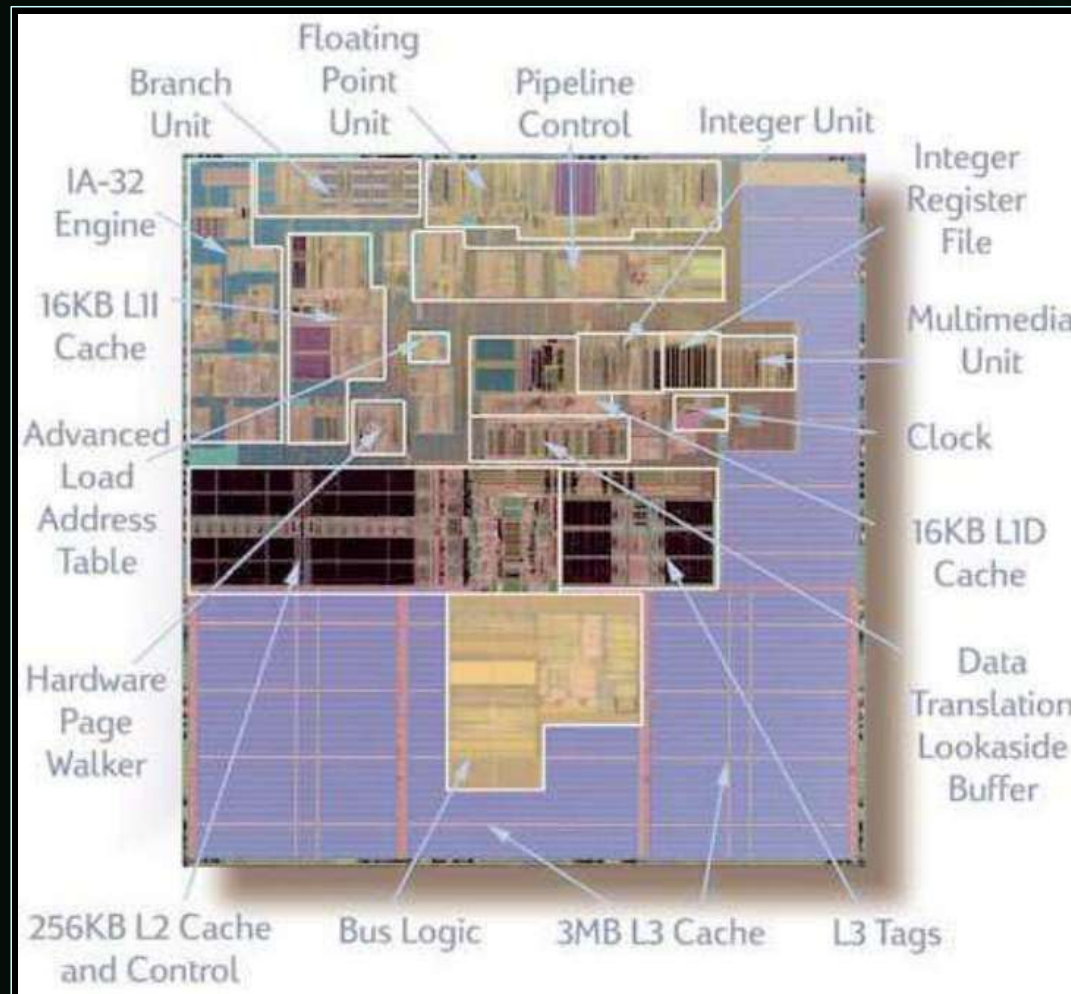 Floating
Point
Unit
Branch
Unit
Pipeline
Control
Integer Unit
IA-32
Engine
Integer
Register
File
16KB L1I
Cache
Multimedia
Unit
Advanced
Load
Address
Table
Clock
16KB L1D
Cache
Hardware
Page
Walker
Data
Translation
Lookaside
Buffer
256KB L2 Cache
and Control
Bus Logic
3MB L3 Cache
L3 Tags